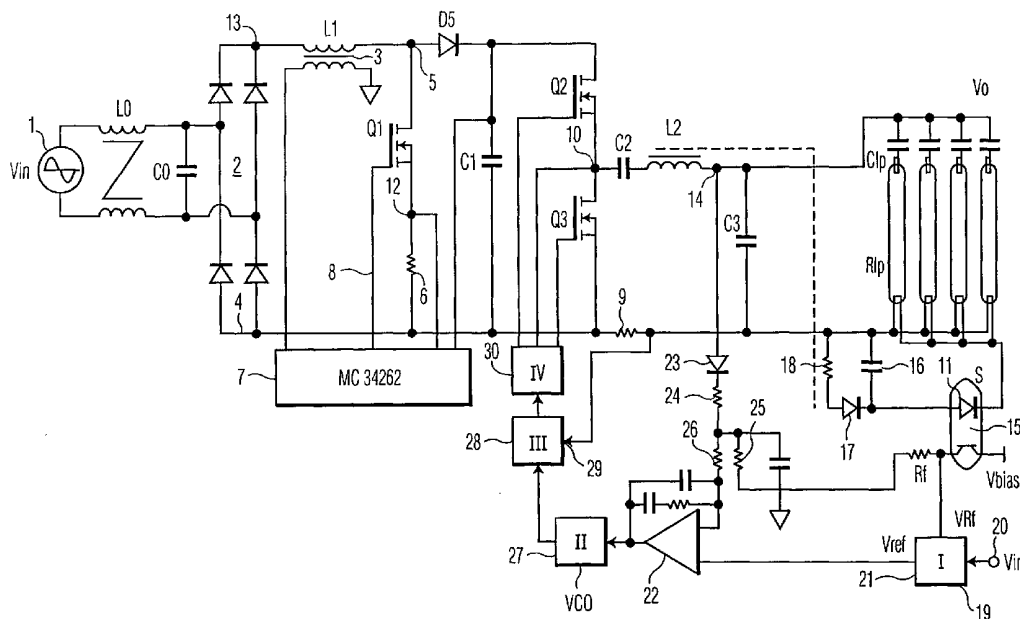 13
L1
D5
3
5
Q2
Vo
1
L0
Q1
10
C2
L2
Clp
Vin
C0
2
C1
14
12
Q3
C3
8
6
Rlp
4
9
30
IV
23
18
16
11
S
7
MC 34262
24
17
15
28
III
29
26
25
Rf
Vbias
VRf
20
27
II
Vref
I
Vin
VCO
22
21
19